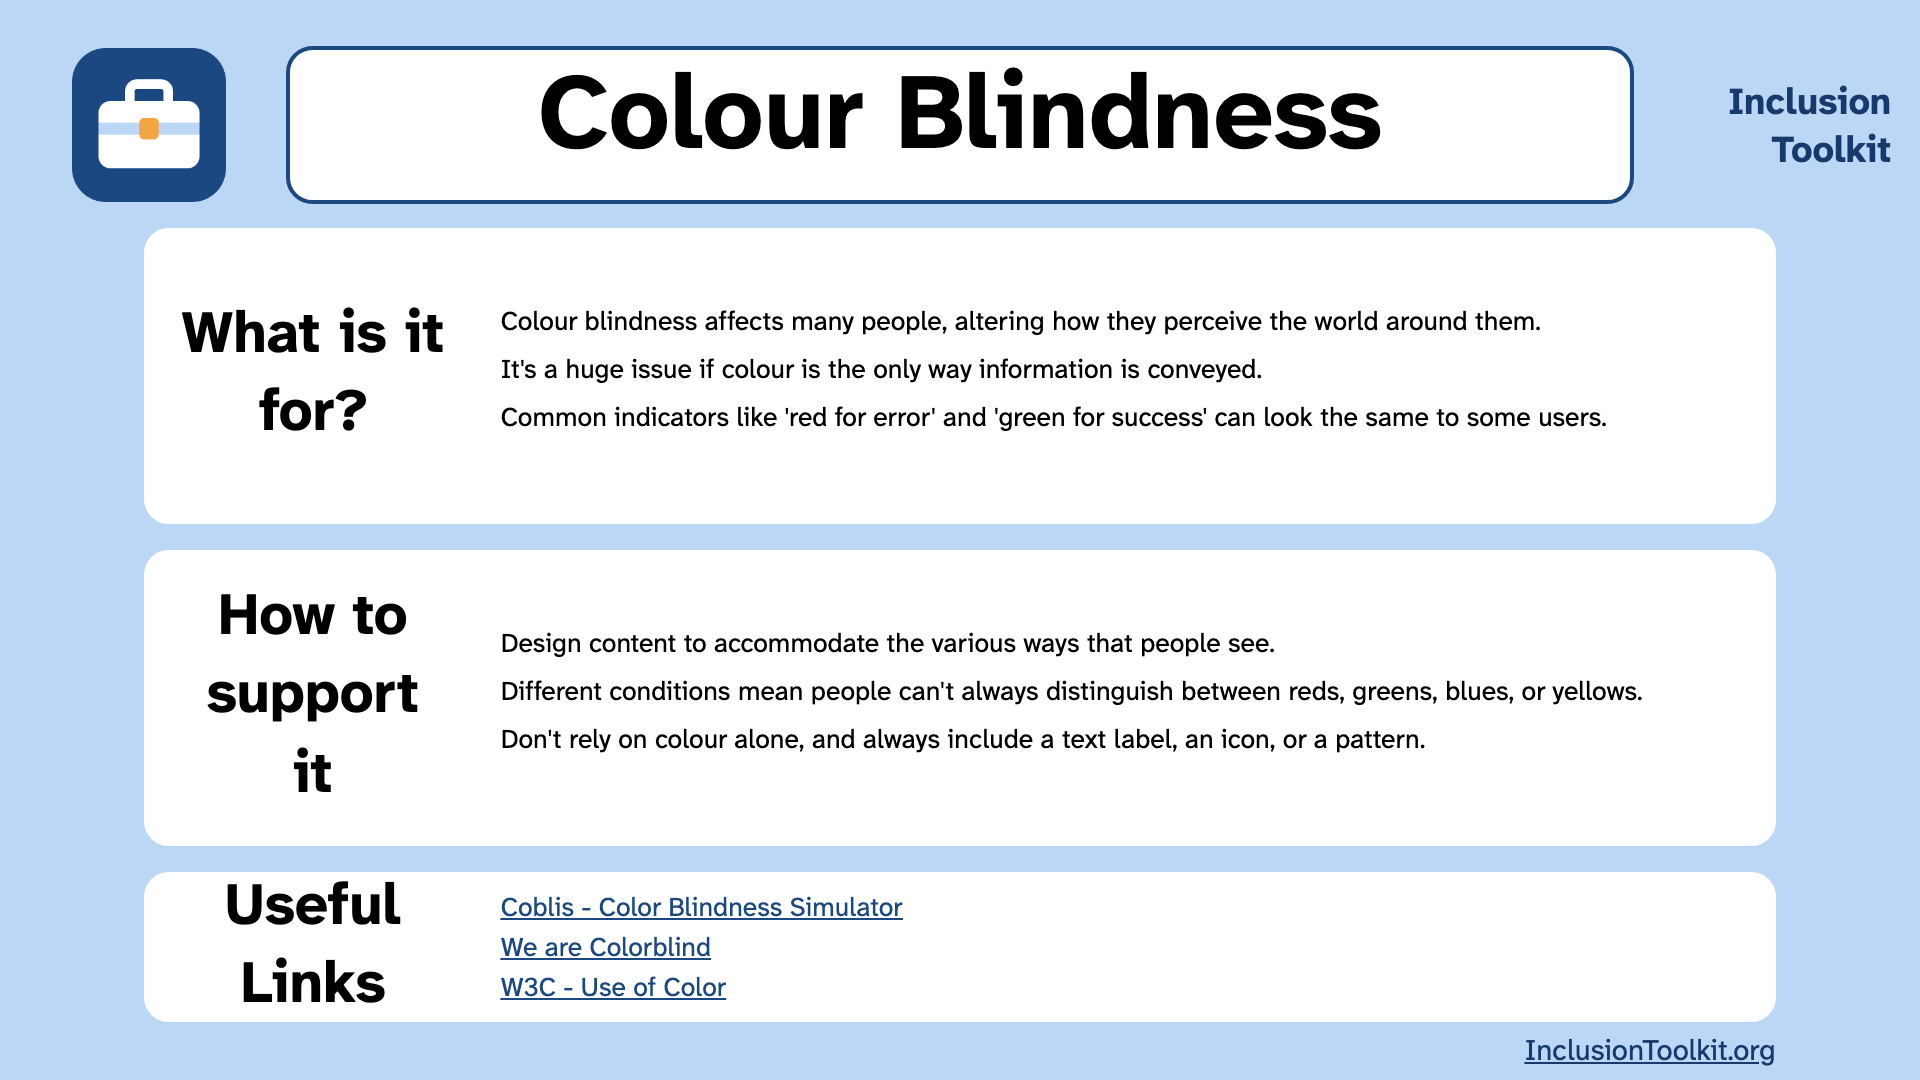 Colour Blindness
Inclusion
Toolkit
What is it
for?
Colour blindness affects many people, altering how they perceive the world around them.
It's a huge issue if colour is the only way information is conveyed.
Common indicators like 'red for error' and 'green for success' can look the same to some users.
How to
support
it
Design content to accommodate the various ways that people see.
Different conditions mean people can't always distinguish between reds, greens, blues, or yellows.
Don't rely on colour alone, and always include a text label, an icon, or a pattern.
Useful
Links
Coblis - Color Blindness Simulator
We are Colorblind
W3C - Use of Color
InclusionToolkit.org